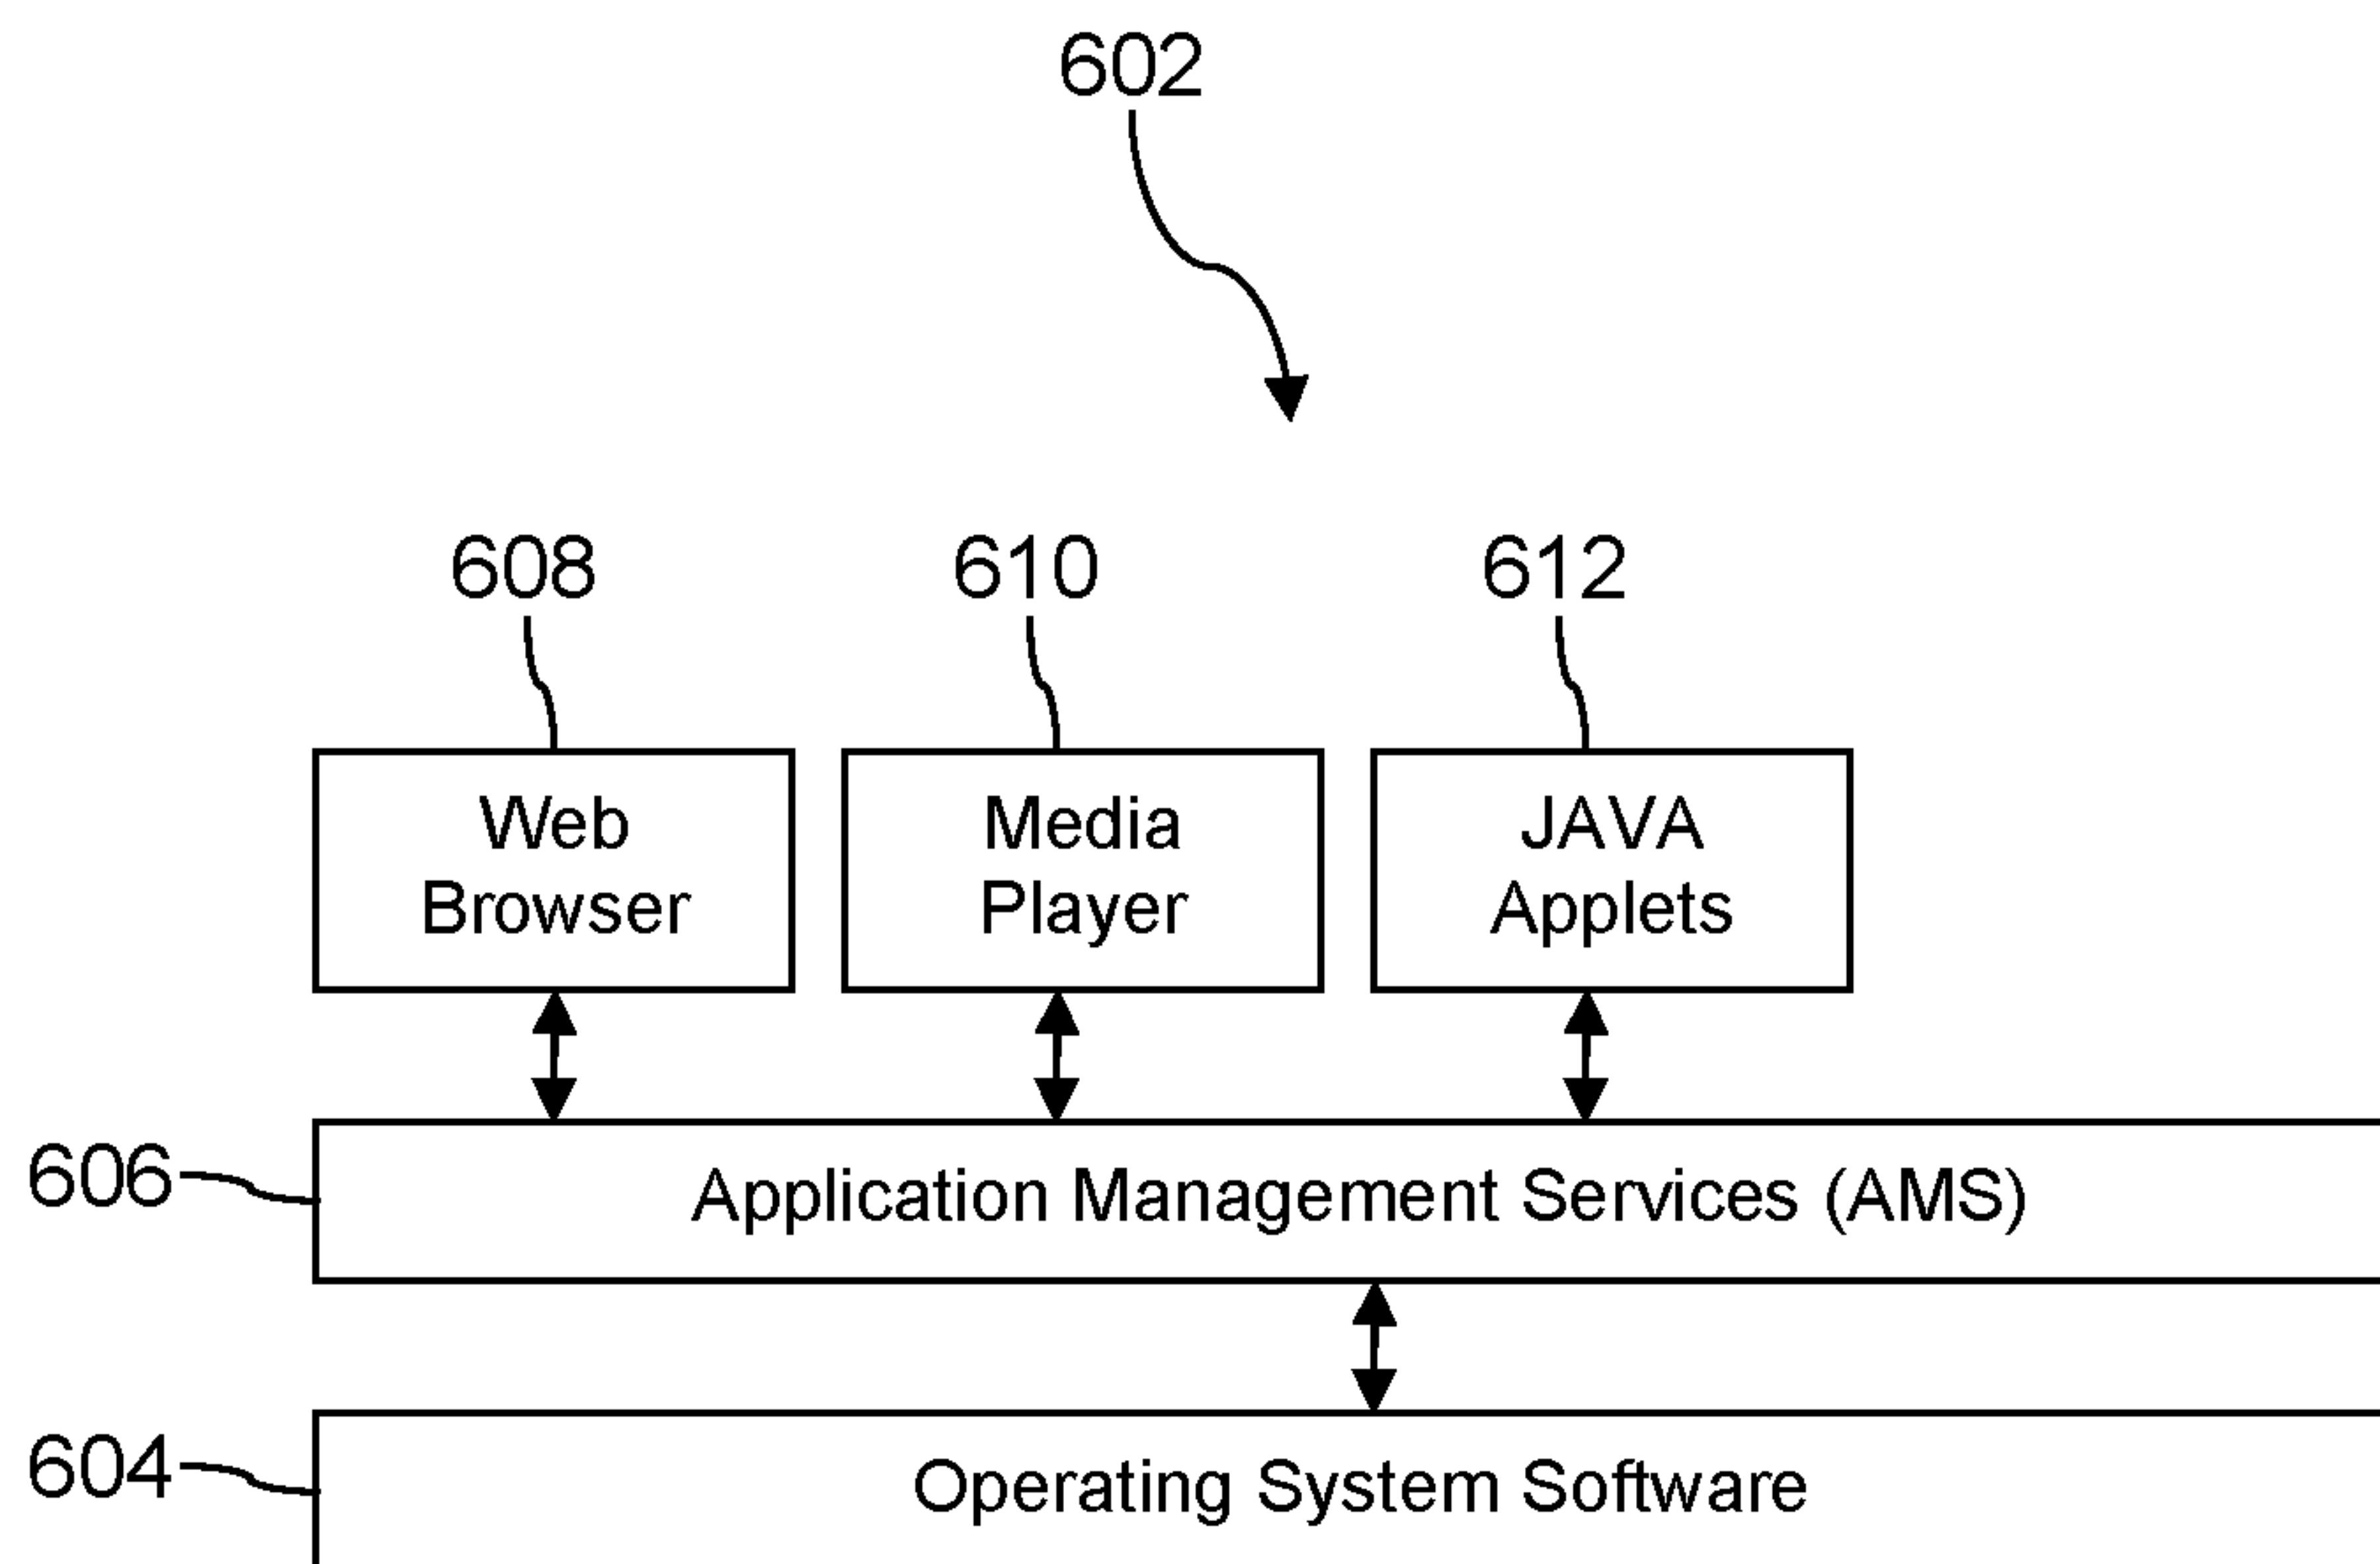 602
608
610
612
Web
Browser
Media
Player
JAVA
Applets
606
Application Management Services (AMS)
604
Operating System Software